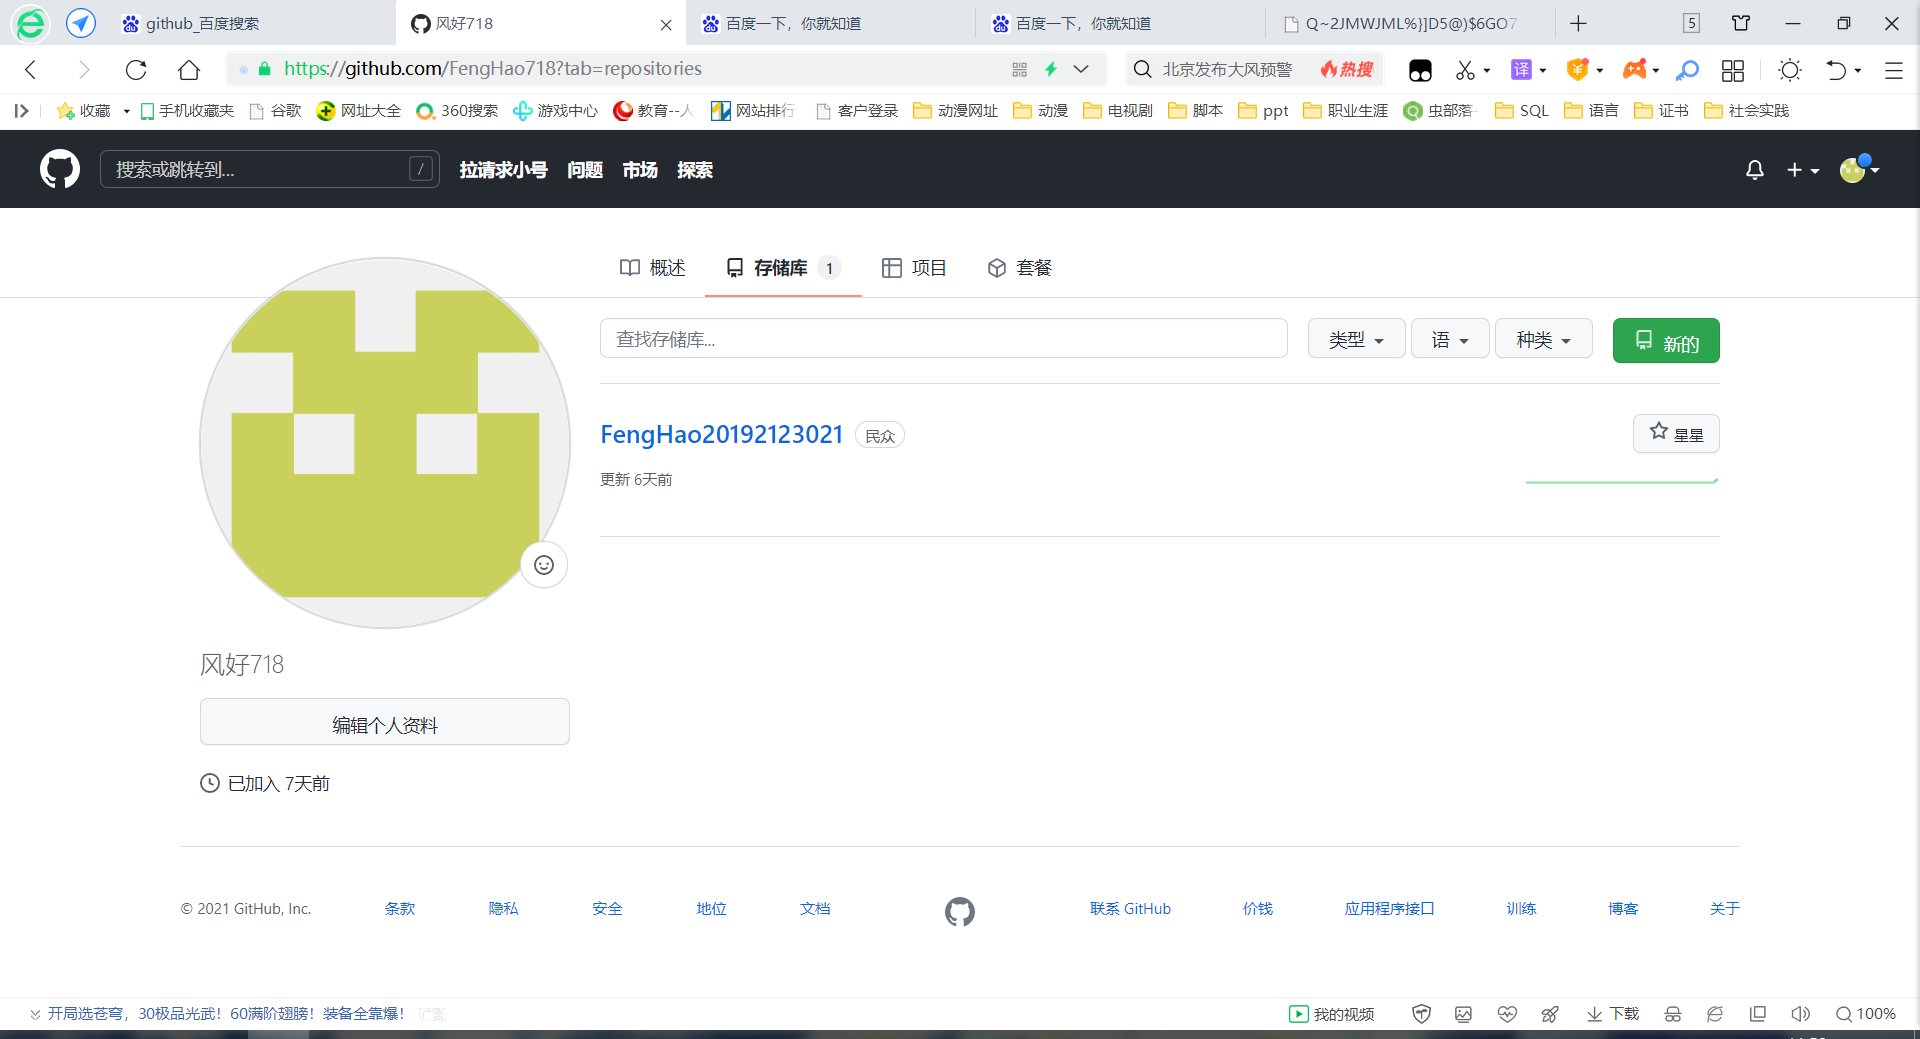 github_百度搜索
风好718
百度一下，你就知道
百度一下，你就知道
Q~2JMWJML%}]D5@)$6GO7
5
https://github.com/FengHao718?tab=repositories
北京发布大风预警
热搜
译
收藏
手机收藏夹
谷歌
网址大全
360搜索
游戏中心
教育--人
网站排行
客户登录
动漫网址
动漫
电视剧
脚本
ppt
职业生涯
虫部落
SQL
语言
证书
社会实践
搜索或跳转到...
/
拉请求小号
问题
市场
探索
概述
存储库 1
项目
套餐
查找存储库...
类型
语
种类
新的
FengHao20192123021
民众
星星
更新 6天前
风好718
编辑个人资料
已加入 7天前
© 2021 GitHub, Inc.
条款
隐私
安全
地位
文档
联系 GitHub
价钱
应用程序接口
训练
博客
关于
开局选苍穹，30极品光武！60满阶翅膀！装备全靠爆！
广告
我的视频
下载
100%